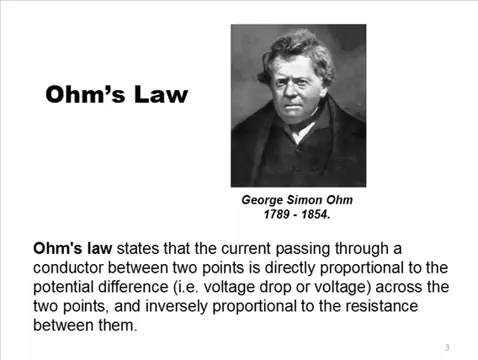 Ohm's Law
George Simon Ohm
1789 - 1854.
Ohm's law states that the current passing through a
conductor between two points is directly proportional to the
potential difference (i.e. voltage drop or voltage) across the
two points, and inversely proportional to the resistance
between them.
3